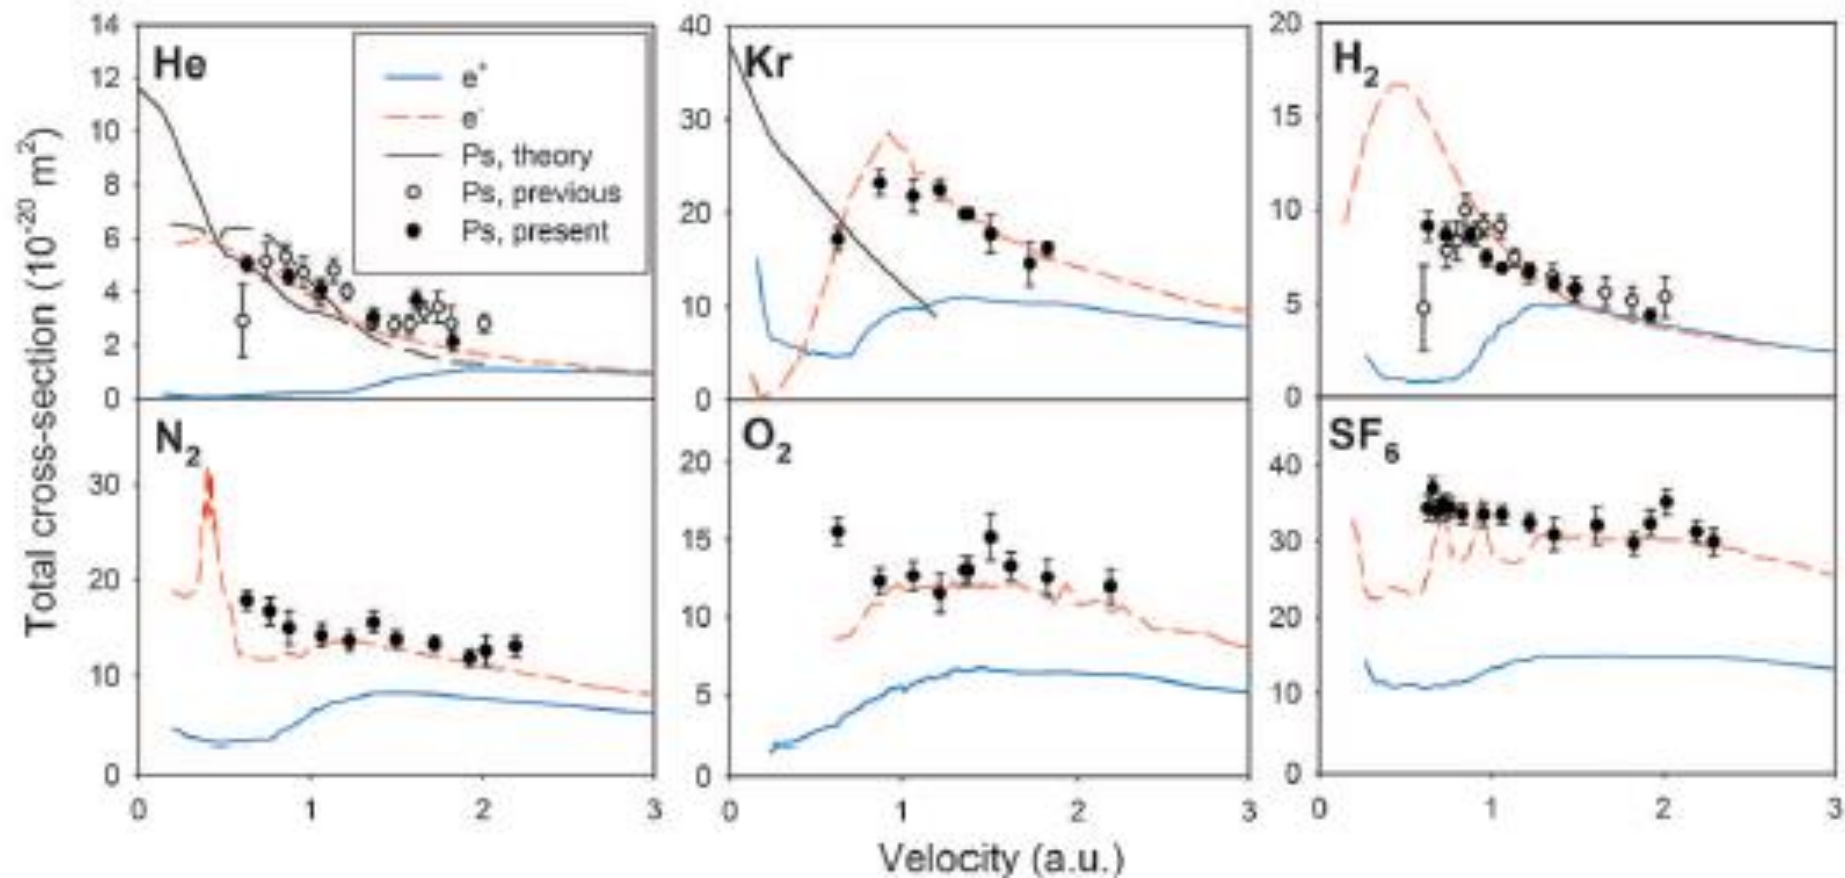 Total cross-section (10⁻²⁰ m²)
He
14
12
10
8
6
4
2
0
e⁺
e⁻
Ps, theory
Ps, previous
Ps, present
Kr
40
30
20
10
0
H₂
20
15
10
5
0
N₂
30
20
10
0
0 1 2 3
O₂
20
15
10
5
0
0 1 2 3
SF₆
40
30
20
10
0
0 1 2 3
Velocity (a.u.)